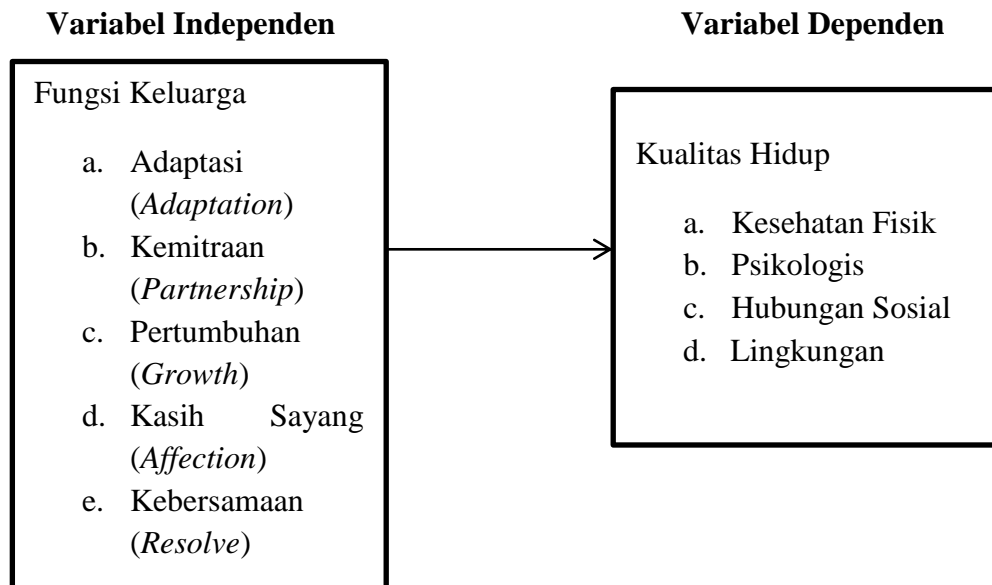 Variabel Independen
Variabel Dependen
Fungsi Keluarga
a. Adaptasi
(Adaptation)
b. Kemitraan
(Partnership)
c. Pertumbuhan
(Growth)
d. Kasih Sayang
(Affection)
e. Kebersamaan
(Resolve)
Kualitas Hidup
a. Kesehatan Fisik
b. Psikologis
c. Hubungan Sosial
d. Lingkungan